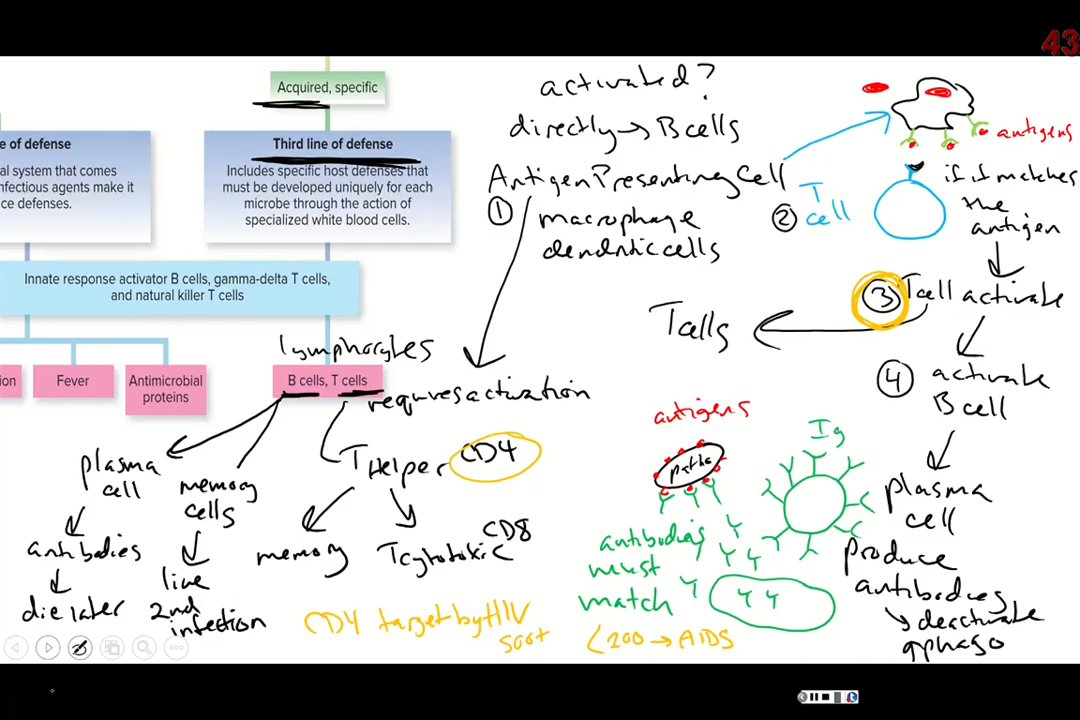 43
Acquired, specific
e of defense
al system that comes
nfectious agents make it
ce defenses.
Third line of defense
Includes specific host defenses that
must be developed uniquely for each
microbe through the action of
specialized white blood cells.
Innate response activator B cells, gamma-delta T cells,
and natural killer T cells
ion
Fever
Antimicrobial
proteins
lymphocytes
B cells, T cells
requires activation
activated?
directly → B cells
Antigen Presenting Cell
① macrophage
dendritic cells
antigens
② T
cell
if it matches
the
antigen
③ Tcell activate
Tcells
④ activate
B cell
plasma
cell
produce
antibodies
↘ deactivate
plasma
cell
antibodies
die later
memory
cells
live
2nd
infection
T Helper CD4
memory
Tcytotoxic CD8
CD4 target by HIV
500+
<200 → AIDS
antigens
Ig
antibodies
must
match